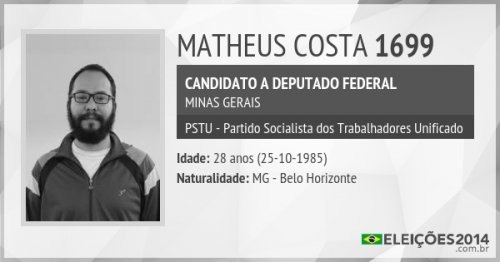 MATHEUS COSTA 1699
CANDIDATO A DEPUTADO FEDERAL
MINAS GERAIS
PSTU - Partido Socialista dos Trabalhadores Unificado
Idade: 28 anos (25-10-1985)
Naturalidade: MG - Belo Horizonte
ELEIÇÕES2014
.com.br